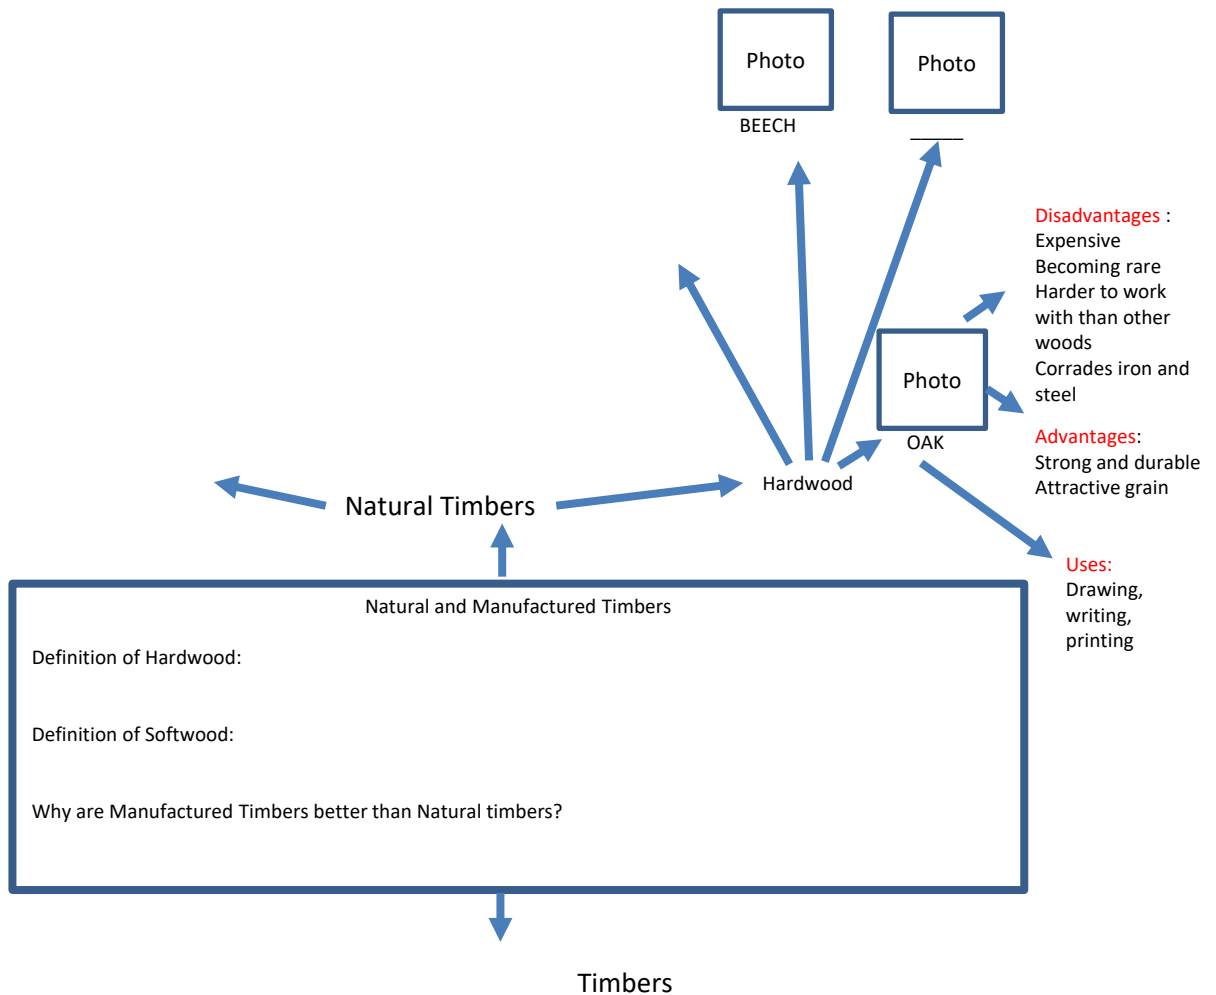 Photo
Photo
BEECH
_____
Disadvantages :
Expensive
Becoming rare
Harder to work
with than other
woods
Corrades iron and
steel
Photo
OAK
Advantages:
Strong and durable
Attractive grain
Hardwood
Natural Timbers
Uses:
Drawing,
writing,
printing
Natural and Manufactured Timbers
Definition of Hardwood:
Definition of Softwood:
Why are Manufactured Timbers better than Natural timbers?
Timbers